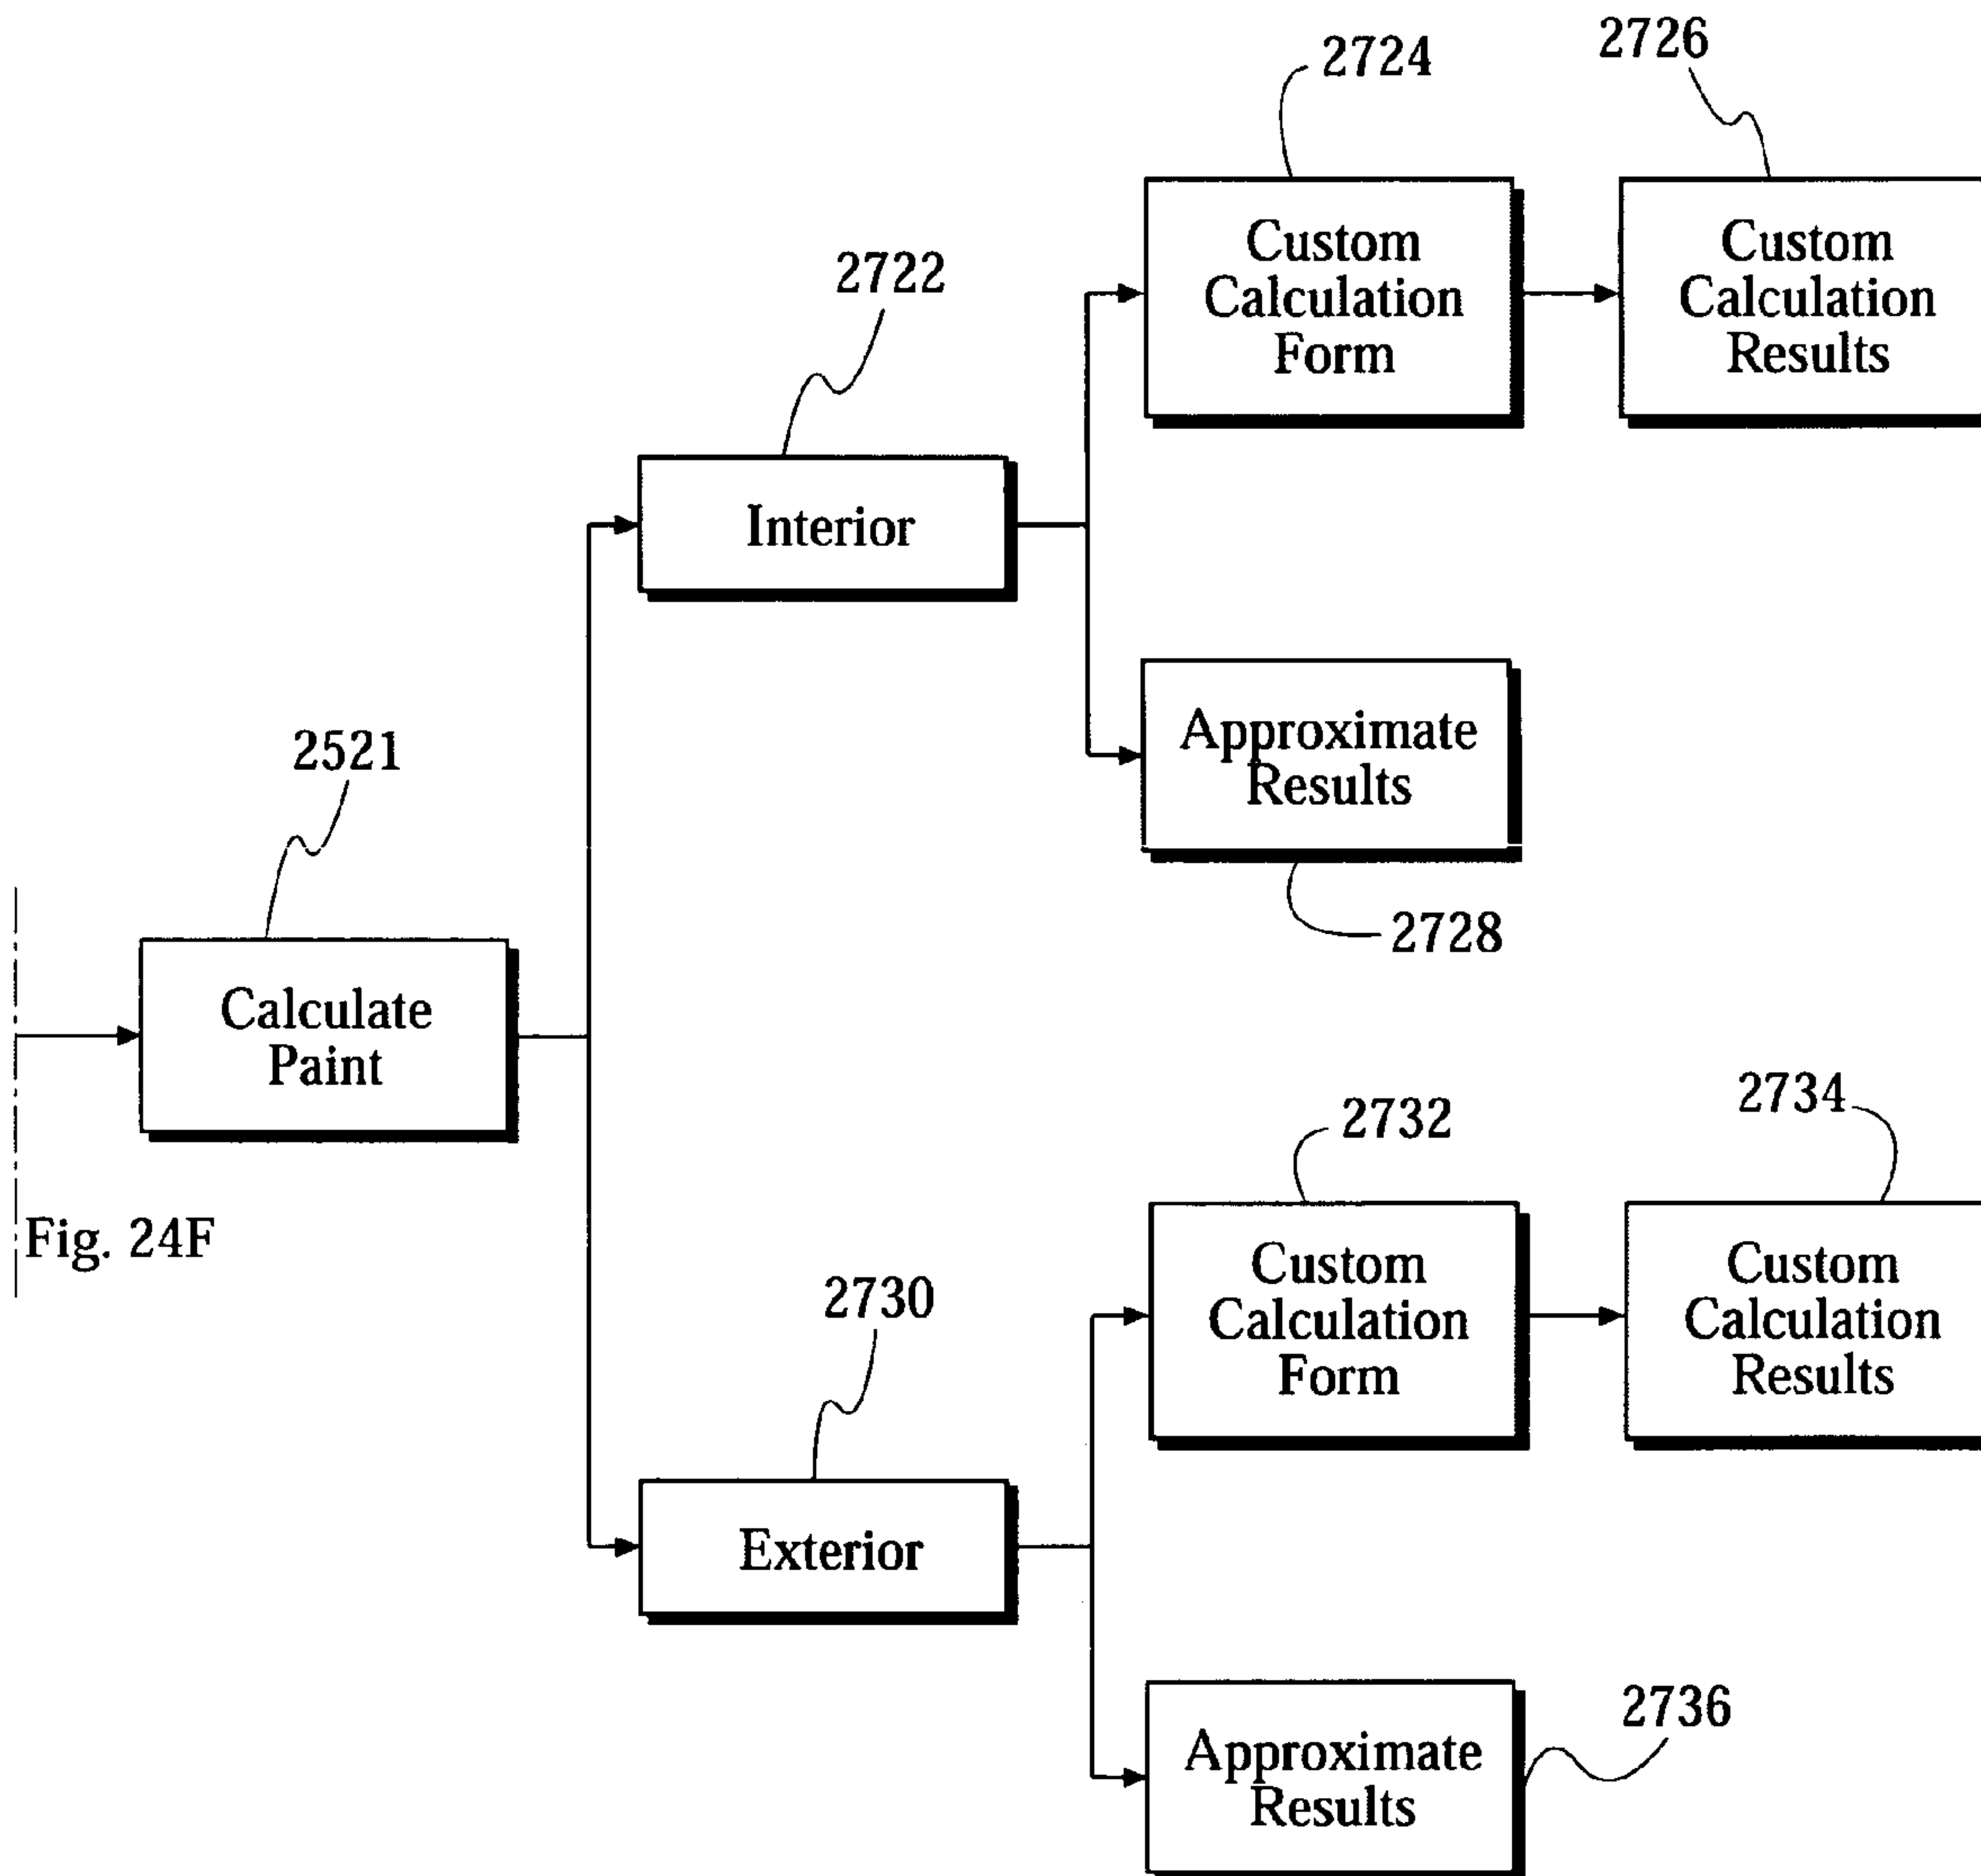 2724
2726
Custom
Calculation
Form
Custom
Calculation
Results
2722
Interior
Approximate
Results
2728
2521
Calculate
Paint
Fig. 24F
2732
2734
Custom
Calculation
Form
Custom
Calculation
Results
2730
Exterior
2736
Approximate
Results